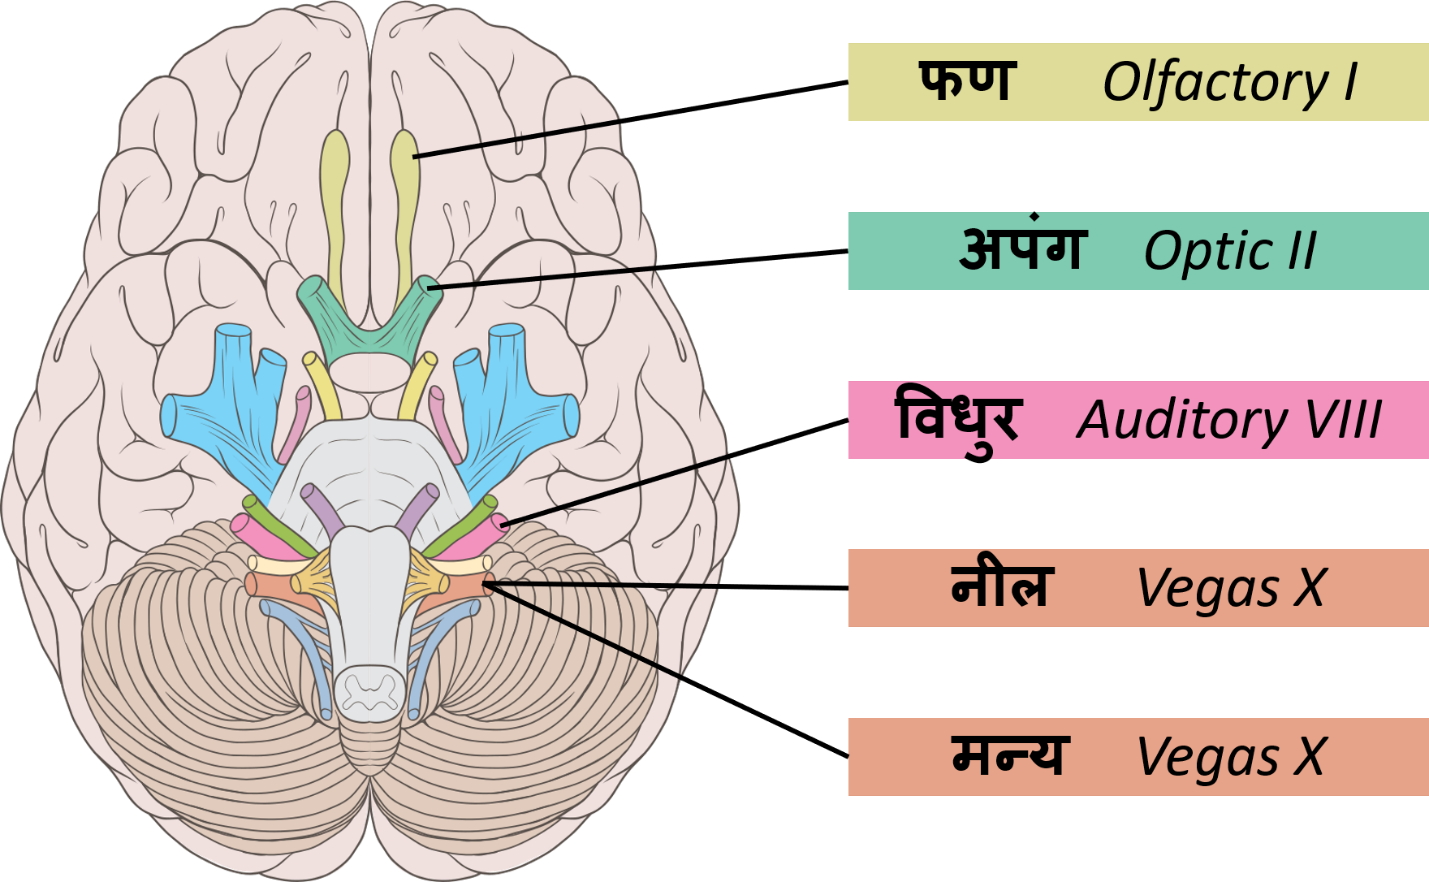 फण Olfactory I
अपंग Optic II
विधुर Auditory VIII
नील Vegas X
मन्य Vegas X